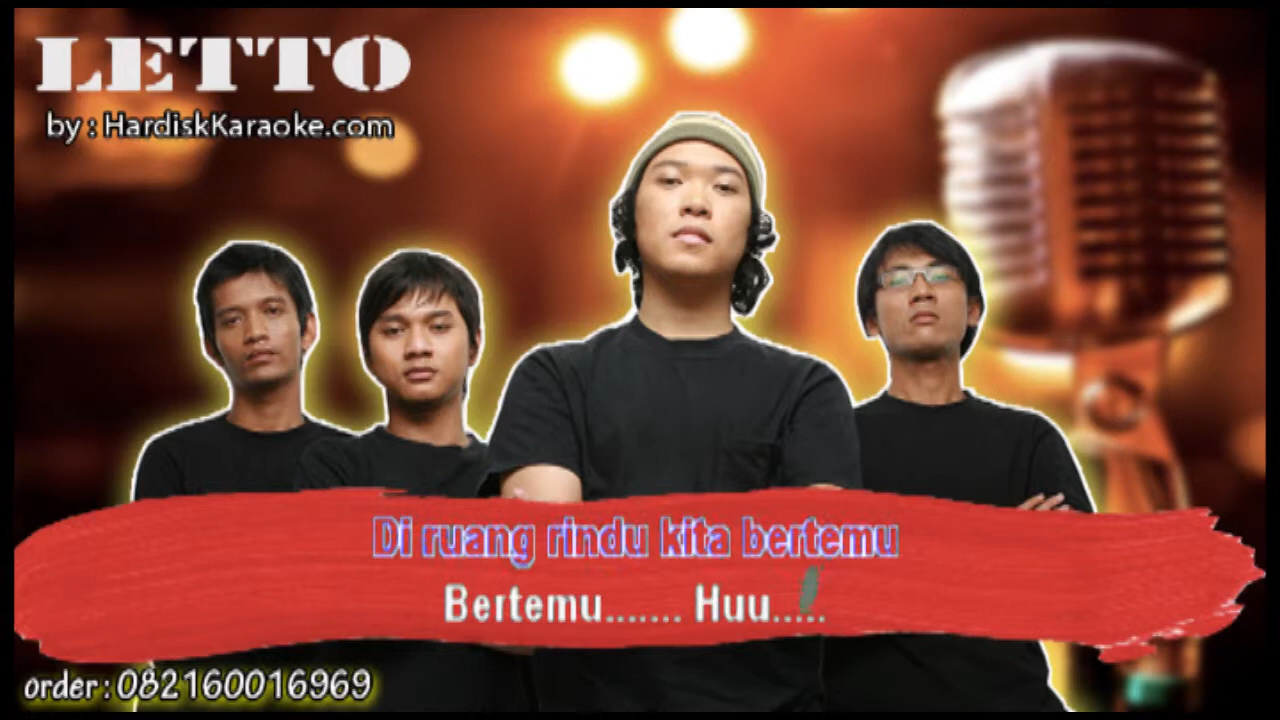 LETTO
by : HardiskKaraoke.com
Di ruang rindu kita bertemu
Bertemu....... Huu.....
order : 082160016969